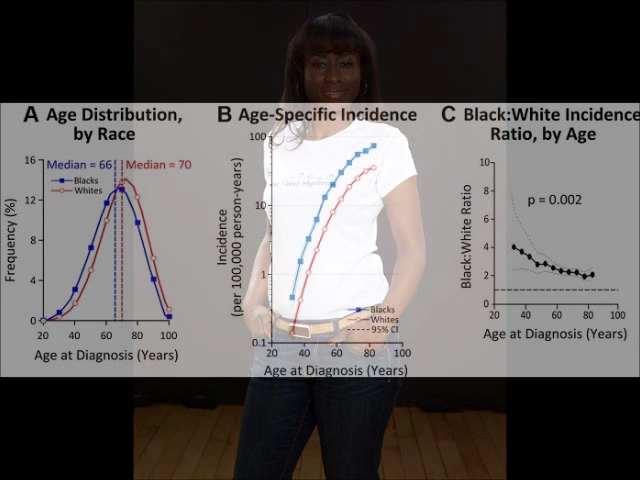 A Age Distribution,
by Race
Median = 66 Median = 70
Blacks
Whites
16
12
8
4
0
Frequency (%)
20 40 60 80 100
Age at Diagnosis (Years)
B Age-Specific Incidence
100
10
1
0.1
Incidence
(per 100,000 person-years)
Blacks
Whites
95% CI
20 40 60 80 100
Age at Diagnosis (Years)
C Black:White Incidence
Ratio, by Age
p = 0.002
10
8
6
4
2
0
Black:White Ratio
20 40 60 80 100
Age at Diagnosis (Years)